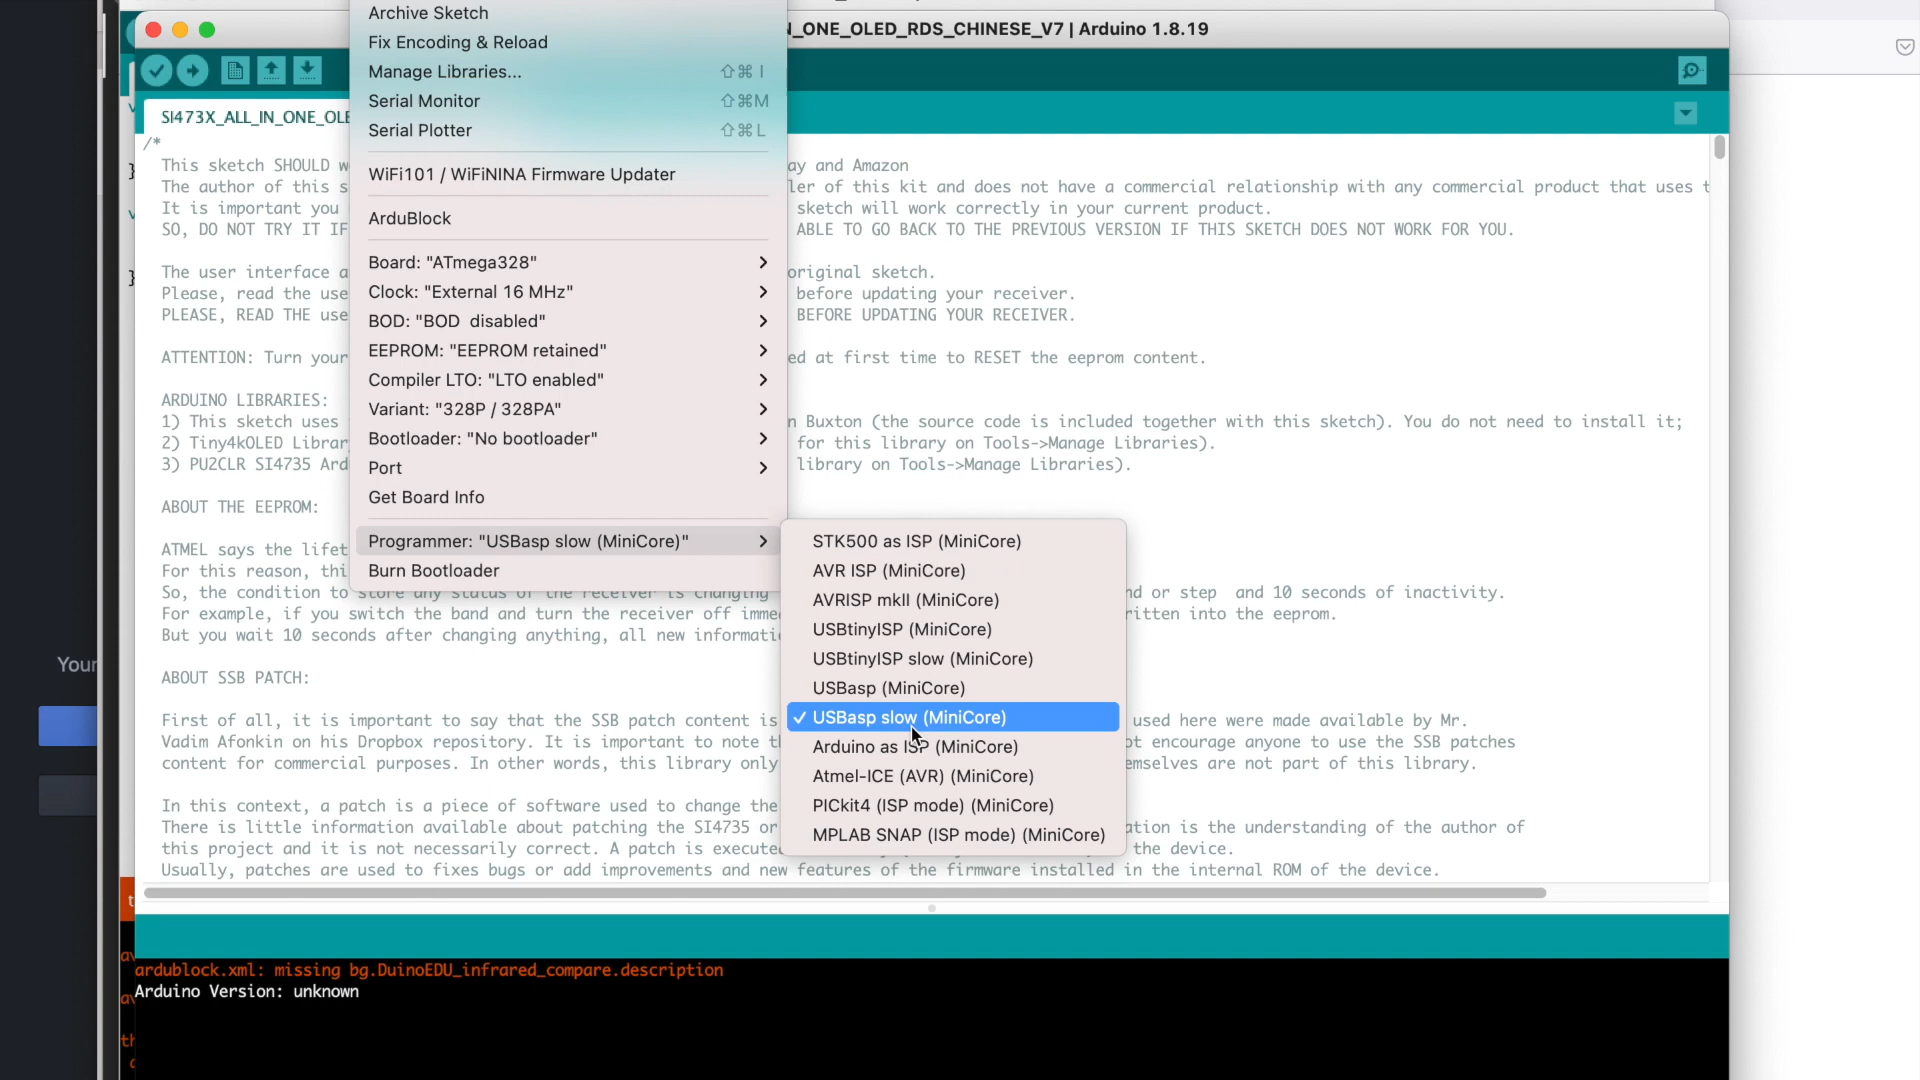 Archive Sketch
N_ONE_OLED_RDS_CHINESE_V7 | Arduino 1.8.19
Fix Encoding & Reload
Manage Libraries... ⇧⌘ I
Serial Monitor ⇧⌘M
SI473X_ALL_IN_ONE_OLE
Serial Plotter ⇧⌘ L
/*
This sketch SHOULD w ay and Amazon
WiFi101 / WiFiNINA Firmware Updater
The author of this s ler of this kit and does not have a commercial relationship with any commercial product that uses t
It is important you sketch will work correctly in your current product.
ArduBlock
SO, DO NOT TRY IT IF ABLE TO GO BACK TO THE PREVIOUS VERSION IF THIS SKETCH DOES NOT WORK FOR YOU.
Board: "ATmega328"
The user interface a original sketch.
Clock: "External 16 MHz"
Please, read the use before updating your receiver.
PLEASE, READ THE use BEFORE UPDATING YOUR RECEIVER.
BOD: "BOD disabled"
EEPROM: "EEPROM retained"
ATTENTION: Turn your ed at first time to RESET the eeprom content.
Compiler LTO: "LTO enabled"
ARDUINO LIBRARIES:
Variant: "328P / 328PA"
1) This sketch uses n Buxton (the source code is included together with this sketch). You do not need to install it;
Bootloader: "No bootloader"
2) Tiny4kOLED Librar for this library on Tools->Manage Libraries).
3) PU2CLR SI4735 Ard library on Tools->Manage Libraries).
Port
Get Board Info
ABOUT THE EEPROM:
Programmer: "USBasp slow (MiniCore)"
ATMEL says the lifet
Burn Bootloader
For this reason, thi
So, the condition to store any status of the receiver is changing nd or step and 10 seconds of inactivity.
For example, if you switch the band and turn the receiver off imme ritten into the eeprom.
But you wait 10 seconds after changing anything, all new informati
STK500 as ISP (MiniCore)
AVR ISP (MiniCore)
AVRISP mkII (MiniCore)
USBtinyISP (MiniCore)
USBtinyISP slow (MiniCore)
USBasp (MiniCore)
✓ USBasp slow (MiniCore)
Arduino as ISP (MiniCore)
Atmel-ICE (AVR) (MiniCore)
PICkit4 (ISP mode) (MiniCore)
MPLAB SNAP (ISP mode) (MiniCore)
Your
ABOUT SSB PATCH:
First of all, it is important to say that the SSB patch content is used here were made available by Mr.
Vadim Afonkin on his Dropbox repository. It is important to note t ot encourage anyone to use the SSB patches
content for commercial purposes. In other words, this library only emselves are not part of this library.
In this context, a patch is a piece of software used to change the
There is little information available about patching the SI4735 or ation is the understanding of the author of
this project and it is not necessarily correct. A patch is execute the device.
Usually, patches are used to fixes bugs or add improvements and new features of the firmware installed in the internal ROM of the device.
ardublock.xml: missing bg.DuinoEDU_infrared_compare.description
Arduino Version: unknown